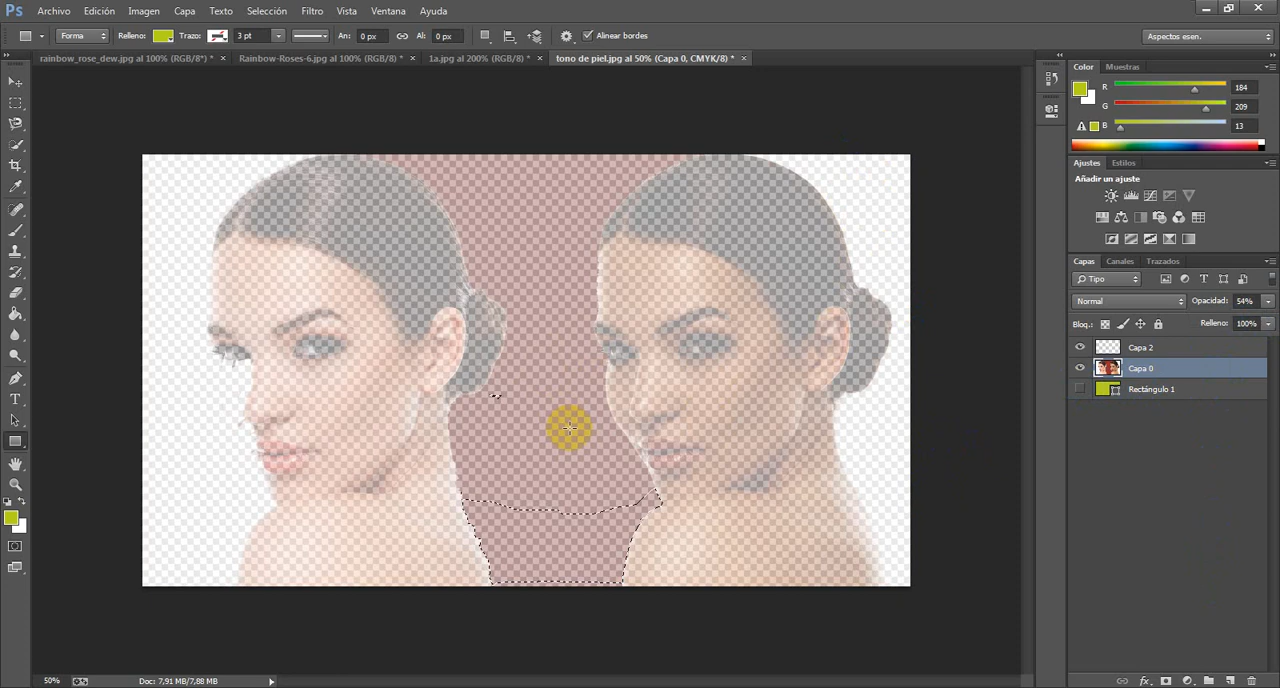 Ps Archivo Edición Imagen Capa Texto Selección Filtro Vista Ventana Ayuda
Forma Relleno: Trazo: 3 pt An: 0 px Al: 0 px Alinear bordes Aspectos esen.
rainbow_rose_dew.jpg al 100% (RGB/8*) * × Rainbow-Roses-6.jpg al 100% (RGB/8) * × 1a.jpg al 200% (RGB/8) * × tono de piel.jpg al 50% (Capa 0, CMYK/8) * ×
Color Muestras
R 184
G 209
B 13
Ajustes Estilos
Añadir un ajuste
Capas Canales Trazados
Tipo T
Normal Opacidad: 54%
Bloq.: Relleno: 100%
Capa 2
Capa 0
Rectángulo 1
T
50% Doc: 7,91 MB/7,88 MB
fx